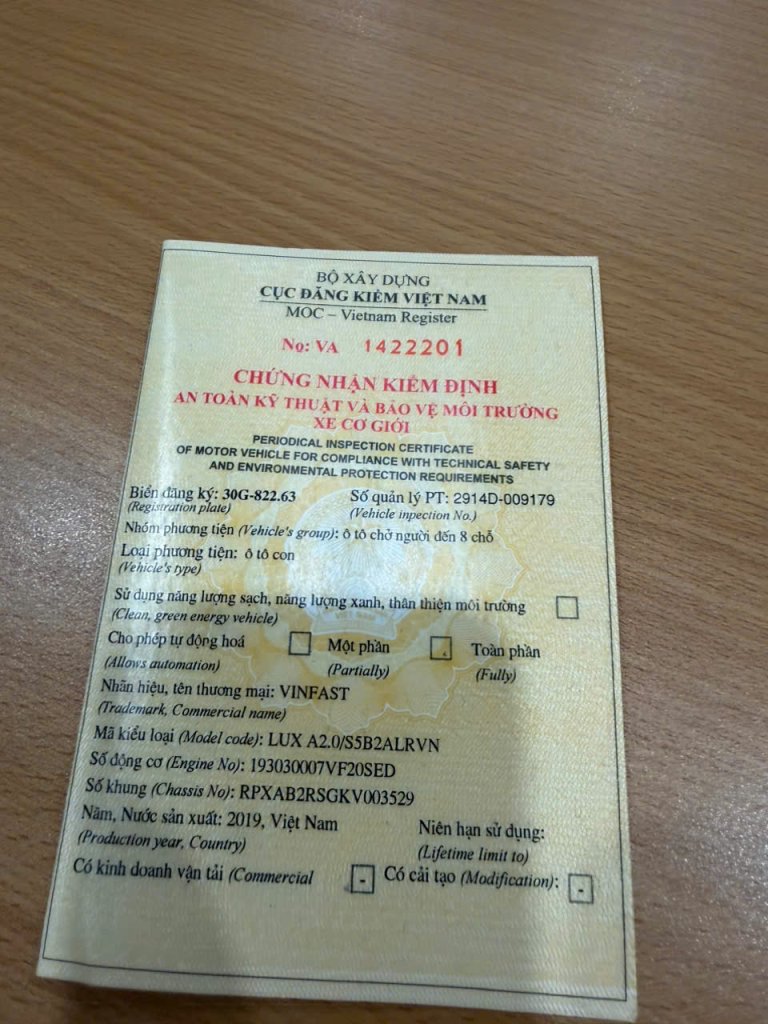 BỘ XÂY DỰNG
CỤC ĐĂNG KIỂM VIỆT NAM
MOC – Vietnam Register
No: VA 1422201
CHỨNG NHẬN KIỂM ĐỊNH
AN TOÀN KỸ THUẬT VÀ BẢO VỆ MÔI TRƯỜNG
XE CƠ GIỚI
PERIODICAL INSPECTION CERTIFICATE
OF MOTOR VEHICLE FOR COMPLIANCE WITH TECHNICAL SAFETY
AND ENVIRONMENTAL PROTECTION REQUIREMENTS
Biển đăng ký: 30G-822.63 Số quản lý PT: 2914D-009179
(Registration plate) (Vehicle inpection No.)
Nhóm phương tiện (Vehicle's group): ô tô chở người đến 8 chỗ
Loại phương tiện: ô tô con
(Vehicle's type)
Sử dụng năng lượng sạch, năng lượng xanh, thân thiện môi trường
(Clean, green energy vehicle)
Cho phép tự động hoá Một phần Toàn phần
(Allows automation) (Partially) (Fully)
Nhãn hiệu, tên thương mại: VINFAST
(Trademark, Commercial name)
Mã kiểu loại (Model code): LUX A2.0/S5B2ALRVN
Số động cơ (Engine No): 193030007VF20SED
Số khung (Chassis No): RPXAB2RSGKV003529
Năm, Nước sản xuất: 2019, Việt Nam Niên hạn sử dụng:
(Production year, Country) (Lifetime limit to)
Có kinh doanh vận tải (Commercial - Có cải tạo (Modification): -